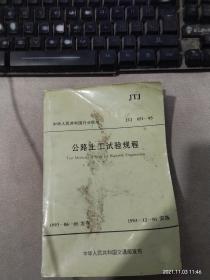 JTJ
中华人民共和国行业标准
JTJ 051-93
公路土工试验规程
Test Methods of Soils for Highway Engineering
1993-12-01 实施
中华人民共和国交通部发布
2021.11.03 11:46